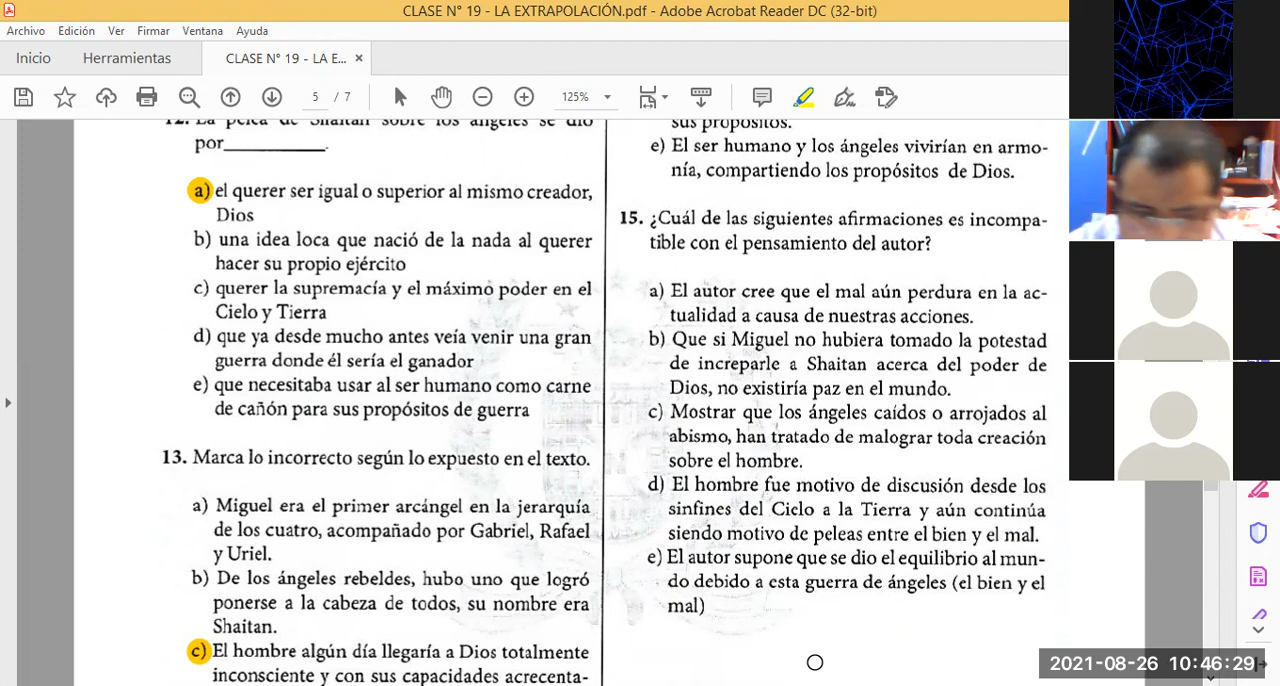 CLASE N° 19 - LA EXTRAPOLACIÓN.pdf - Adobe Acrobat Reader DC (32-bit)
Archivo Edición Ver Firmar Ventana Ayuda
Inicio Herramientas CLASE N° 19 - LA E... ×
5 / 7 125%
12. La pelea de Shaitan sobre los ángeles se dio
por__________.
a) el querer ser igual o superior al mismo creador,
Dios
b) una idea loca que nació de la nada al querer
hacer su propio ejército
c) querer la supremacía y el máximo poder en el
Cielo y Tierra
d) que ya desde mucho antes veía venir una gran
guerra donde él sería el ganador
e) que necesitaba usar al ser humano como carne
de cañón para sus propósitos de guerra
13. Marca lo incorrecto según lo expuesto en el texto.
a) Miguel era el primer arcángel en la jerarquía
de los cuatro, acompañado por Gabriel, Rafael
y Uriel.
b) De los ángeles rebeldes, hubo uno que logró
ponerse a la cabeza de todos, su nombre era
Shaitan.
c) El hombre algún día llegaría a Dios totalmente
inconsciente y con sus capacidades acrecenta-
sus propósitos.
e) El ser humano y los ángeles vivirían en armo-
nía, compartiendo los propósitos de Dios.
15. ¿Cuál de las siguientes afirmaciones es incompa-
tible con el pensamiento del autor?
a) El autor cree que el mal aún perdura en la ac-
tualidad a causa de nuestras acciones.
b) Que si Miguel no hubiera tomado la potestad
de increparle a Shaitan acerca del poder de
Dios, no existiría paz en el mundo.
c) Mostrar que los ángeles caídos o arrojados al
abismo, han tratado de malograr toda creación
sobre el hombre.
d) El hombre fue motivo de discusión desde los
sinfines del Cielo a la Tierra y aún continúa
siendo motivo de peleas entre el bien y el mal.
e) El autor supone que se dio el equilibrio al mun-
do debido a esta guerra de ángeles (el bien y el
mal)
2021-08-26 10:46:29